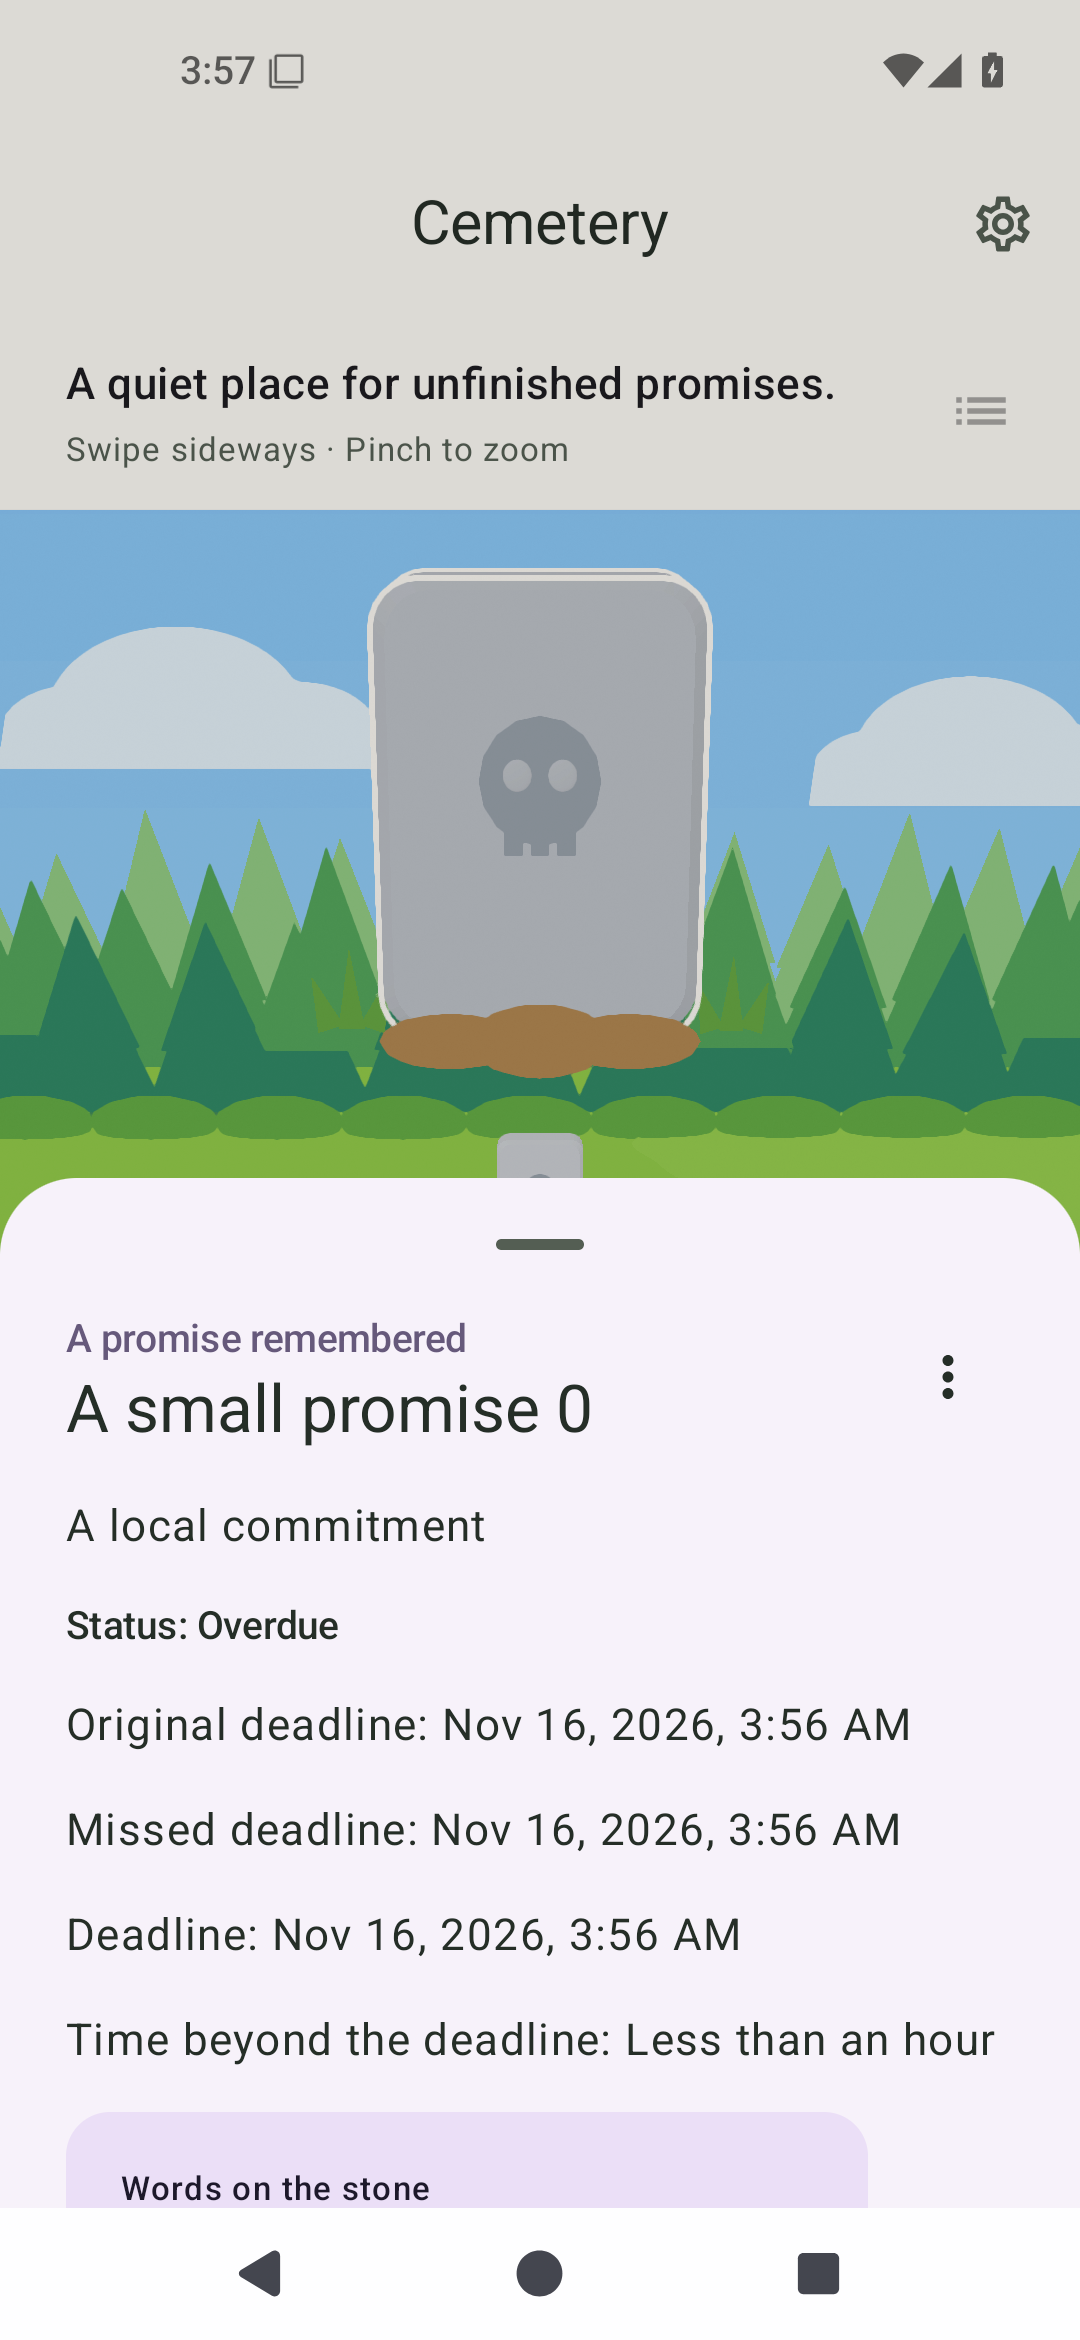 3:57
Cemetery
A quiet place for unfinished promises.
Swipe sideways · Pinch to zoom
A promise remembered
A small promise 0
A local commitment
Status: Overdue
Original deadline: Nov 16, 2026, 3:56 AM
Missed deadline: Nov 16, 2026, 3:56 AM
Deadline: Nov 16, 2026, 3:56 AM
Time beyond the deadline: Less than an hour
Words on the stone